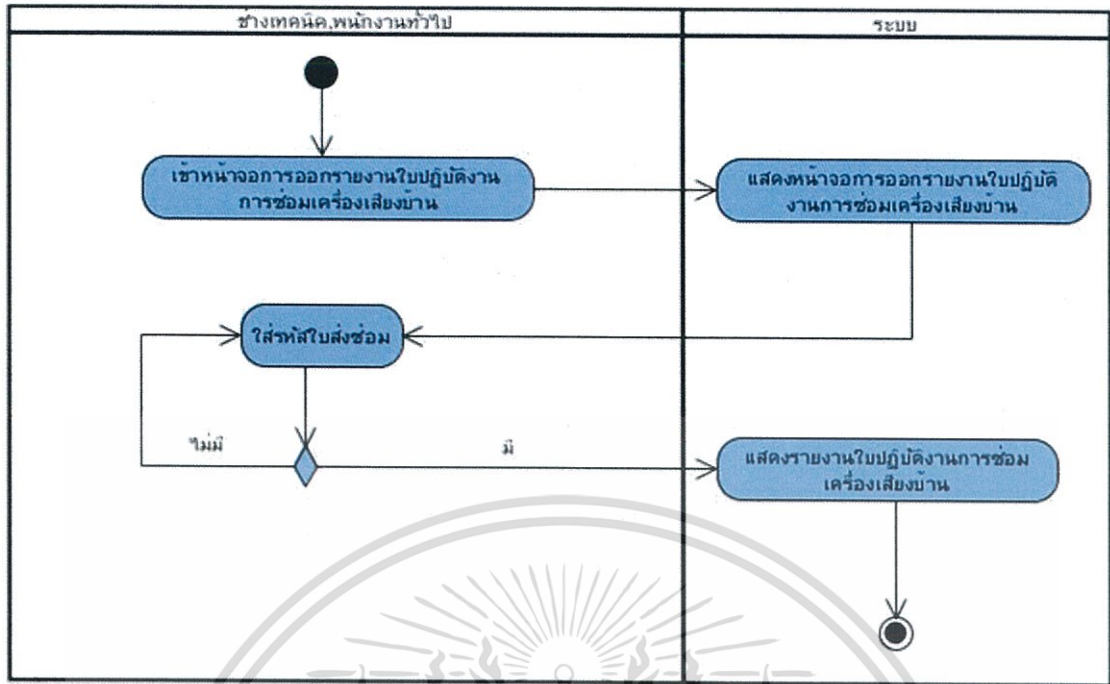 ช่างเทคนิค,พนักงานทั่วไป
ระบบ
เข้าหน้าจอการออกรายงานใบปฏิบัติงาน
การซ่อมเครื่องเสียงบ้าน
แสดงหน้าจอการออกรายงานใบปฏิบัติ
งานการซ่อมเครื่องเสียงบ้าน
ใส่รหัสใบส่งซ่อม
ไม่มี
มี
แสดงรายงานใบปฏิบัติงานการซ่อม
เครื่องเสียงบ้าน